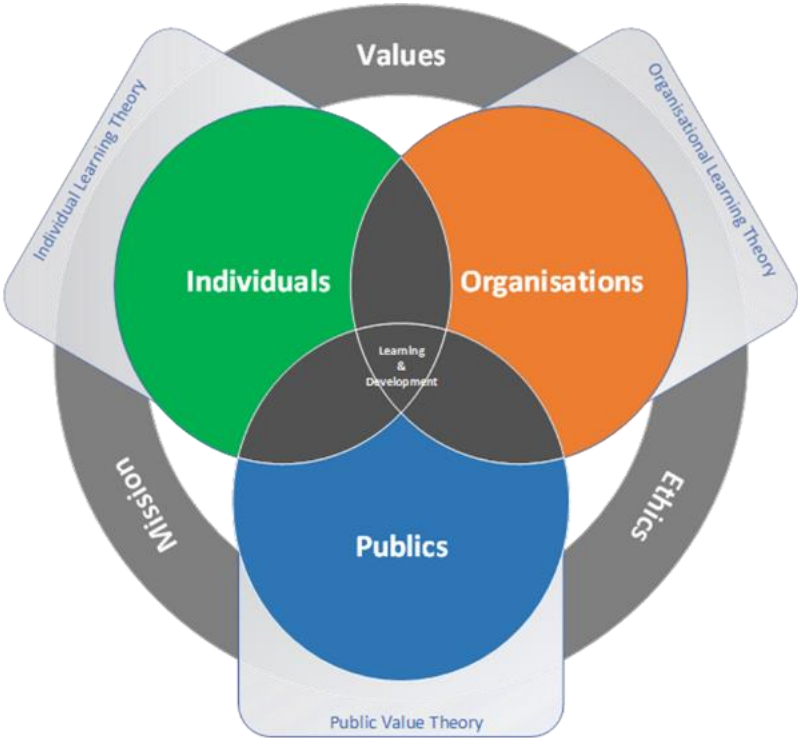 Values
Individual Learning Theory
Organisational Learning Theory
Individuals
Organisations
Learning
&
Development
Mission
Ethics
Publics
Public Value Theory